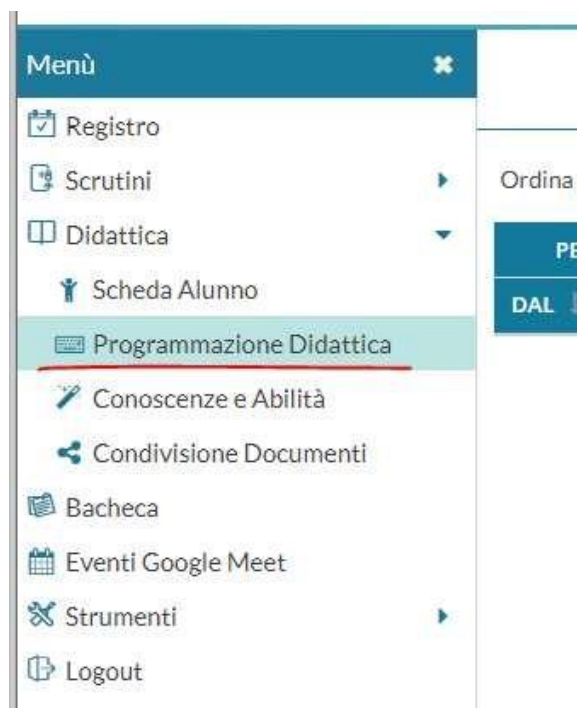 Menù
Registro
Scrutini
Didattica
Scheda Alunno
Programmazione Didattica
Conoscenze e Abilità
Condivisione Documenti
Bacheca
Eventi Google Meet
Strumenti
Logout
Ordina
PE
DAL